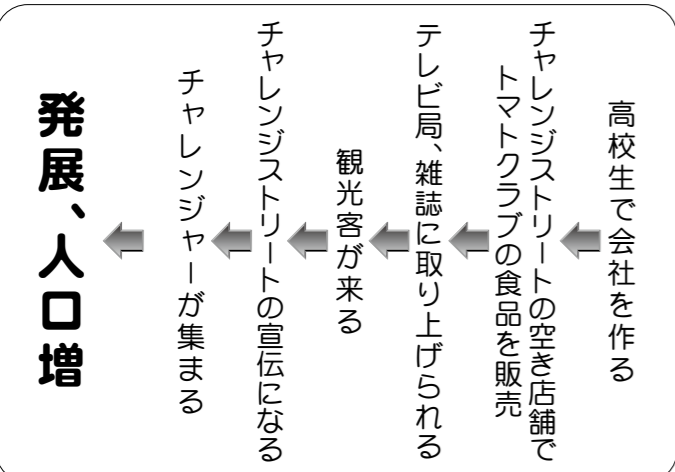 高校生で会社を作る
チャレンジストリートの空き店舗で
トマトクラブの食品を販売
テレビ局、雑誌に取り上げられる
観光客が来る
チャレンジストリートの宣伝になる
チャレンジャーが集まる
発展、人口増